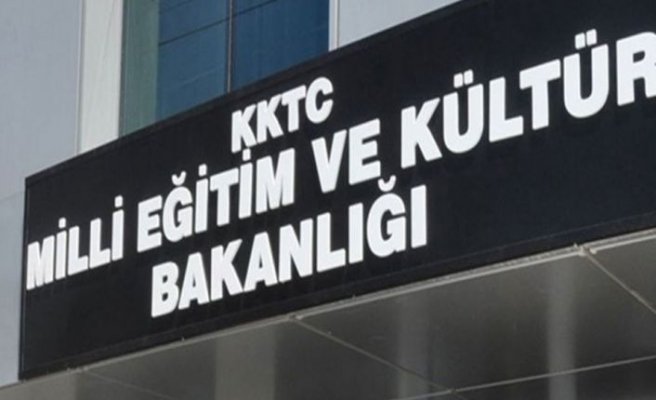 KKTC
MİLLİ EĞİTİM VE KÜLTÜR
BAKANLIĞI